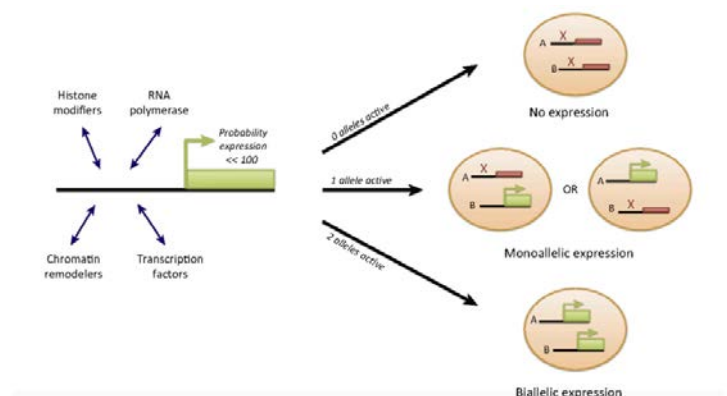 Histone
modifiers
RNA
polymerase
Probability
expression
<< 100
Chromatin
remodelers
Transcription
factors
0 alleles active
1 allele active
2 alleles active
A
X
B
X
No expression
A
X
B
OR
A
B
X
Monoallelic expression
A
B
Biallelic expression